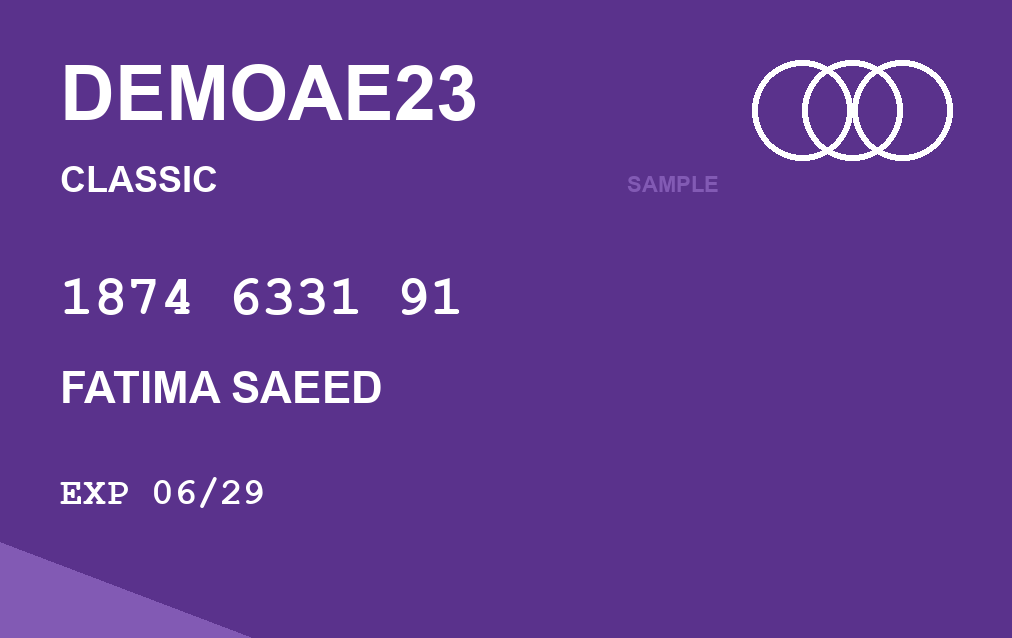 DEMOAE23
CLASSIC
SAMPLE
1874 6331 91
FATIMA SAEED
EXP 06/29